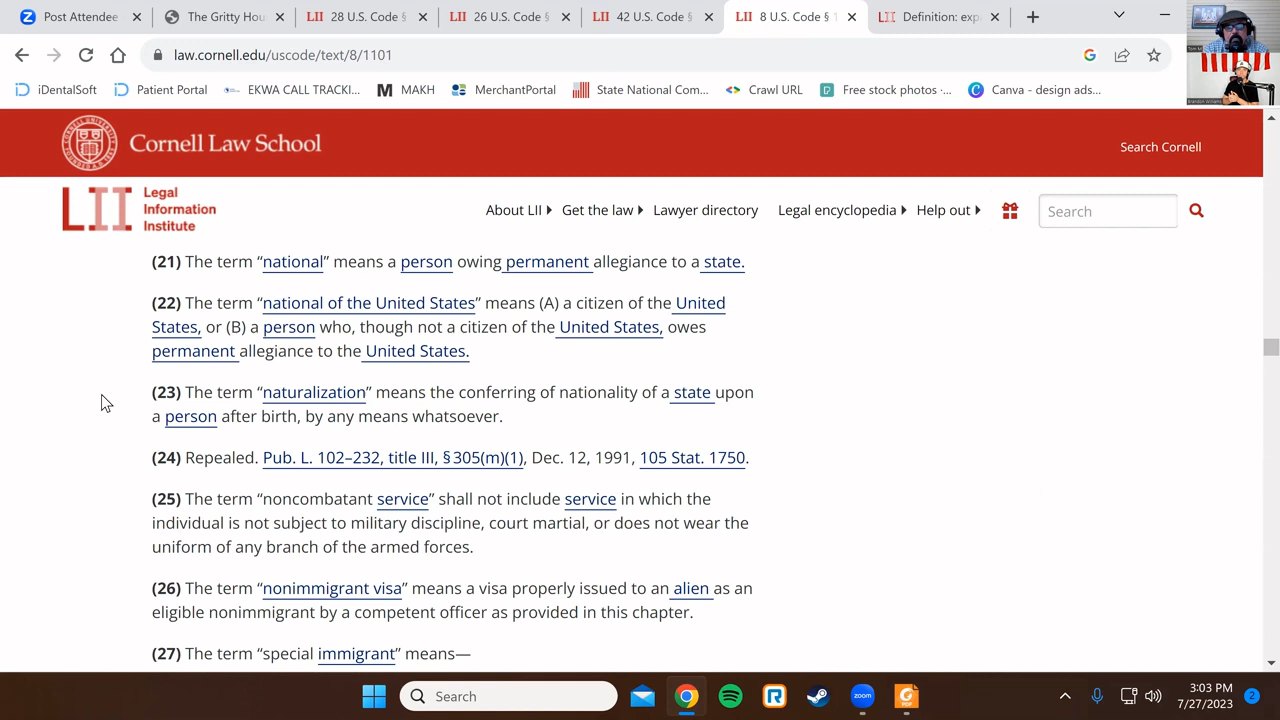 Post Attendee
The Gritty Hou
28 U.S. Code §
26 U.S. Code §
42 U.S. Code §
8 U.S. Code § 1
Definition: exp
law.cornell.edu/uscode/text/8/1101
iDentalSoft
Patient Portal
EKWA CALL TRACKI...
MAKH
MerchantPortal
State National Com...
Crawl URL
Free stock photos -...
Canva - design ads...
Cornell Law School
Search Cornell
LII
Legal
Information
Institute
About LII
Get the law
Lawyer directory
Legal encyclopedia
Help out
Search
(21) The term “national” means a person owing permanent allegiance to a state.
(22) The term “national of the United States” means (A) a citizen of the United
States, or (B) a person who, though not a citizen of the United States, owes
permanent allegiance to the United States.
(23) The term “naturalization” means the conferring of nationality of a state upon
a person after birth, by any means whatsoever.
(24) Repealed. Pub. L. 102–232, title III, § 305(m)(1), Dec. 12, 1991, 105 Stat. 1750.
(25) The term “noncombatant service” shall not include service in which the
individual is not subject to military discipline, court martial, or does not wear the
uniform of any branch of the armed forces.
(26) The term “nonimmigrant visa” means a visa properly issued to an alien as an
eligible nonimmigrant by a competent officer as provided in this chapter.
(27) The term “special immigrant” means—
Search
zoom
3:03 PM
7/27/2023
2